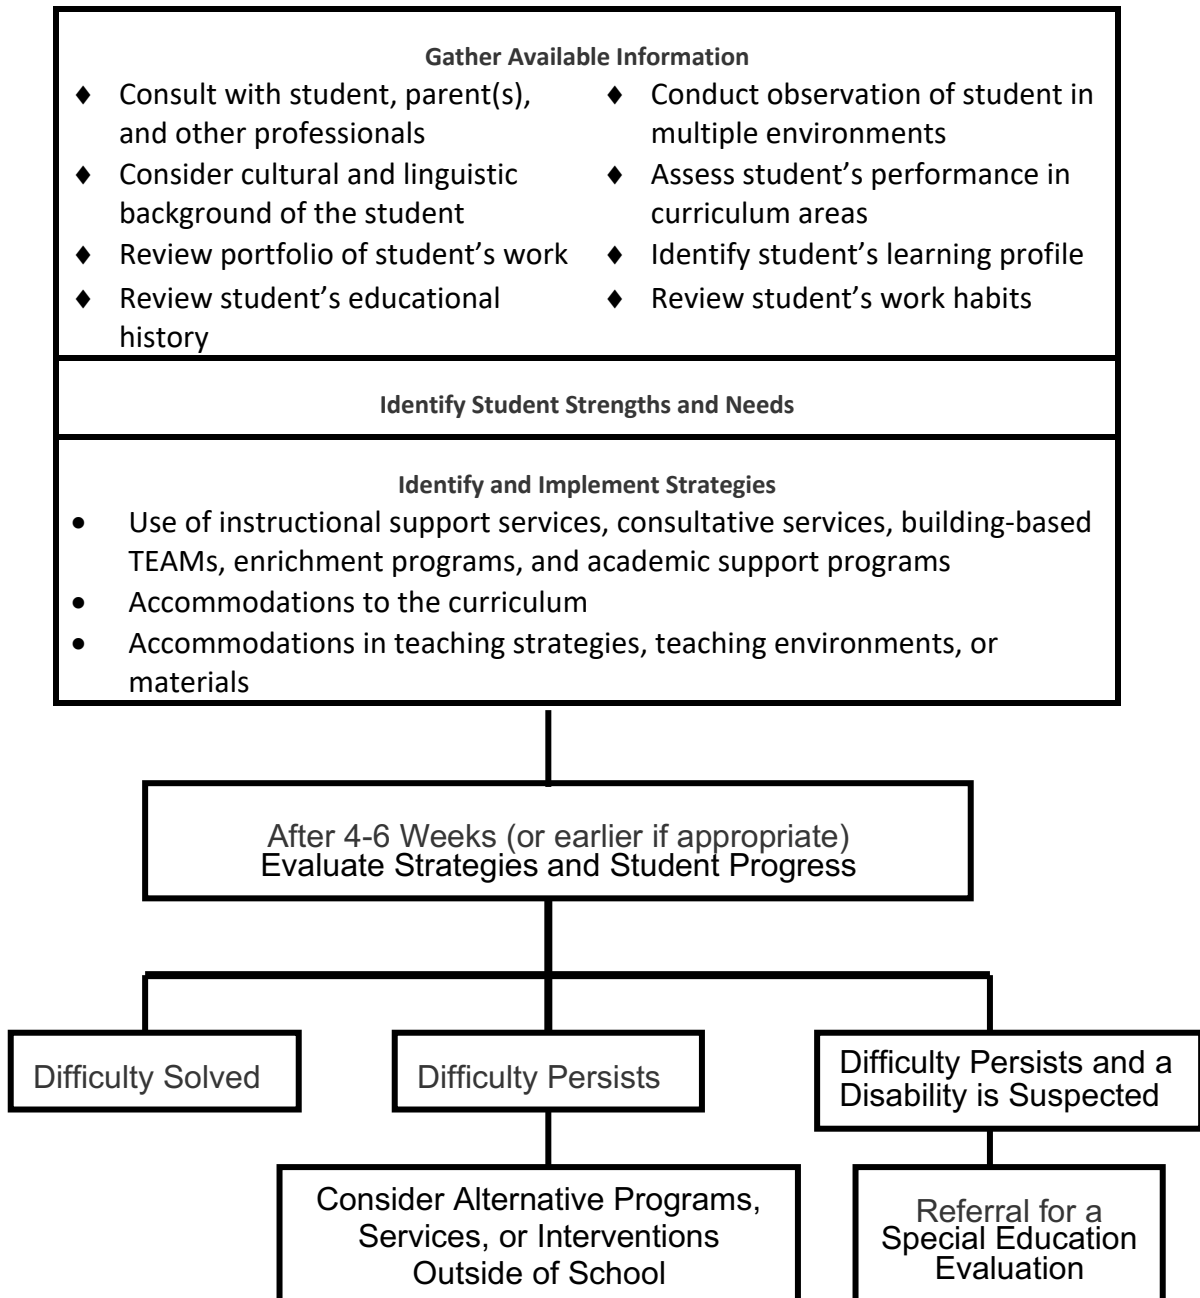 Gather Available Information
♦ Consult with student, parent(s),
and other professionals
♦ Consider cultural and linguistic
background of the student
♦ Review portfolio of student’s work
♦ Review student’s educational
history
♦ Conduct observation of student in
multiple environments
♦ Assess student’s performance in
curriculum areas
♦ Identify student’s learning profile
♦ Review student’s work habits
Identify Student Strengths and Needs
Identify and Implement Strategies
• Use of instructional support services, consultative services, building-based
TEAMs, enrichment programs, and academic support programs
• Accommodations to the curriculum
• Accommodations in teaching strategies, teaching environments, or
materials
After 4-6 Weeks (or earlier if appropriate)
Evaluate Strategies and Student Progress
Difficulty Solved
Difficulty Persists
Difficulty Persists and a
Disability is Suspected
Consider Alternative Programs,
Services, or Interventions
Outside of School
Referral for a
Special Education
Evaluation